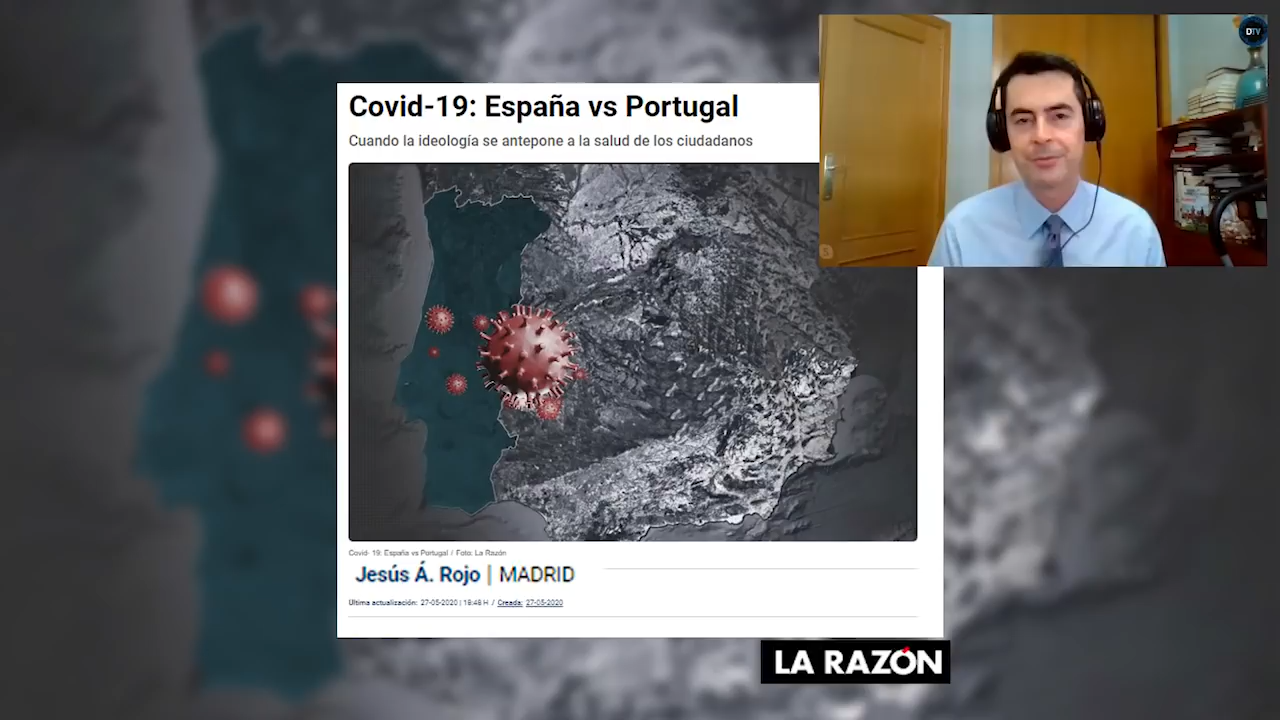 Covid-19: España vs Portugal
Cuando la ideología se antepone a la salud de los ciudadanos
DTV
Covid- 19: España vs Portugal / Foto: La Razón
Jesús Á. Rojo | MADRID
Última actualización: 27-05-2020 | 18:48 H / Creada: 27-05-2020
LA RAZÓN